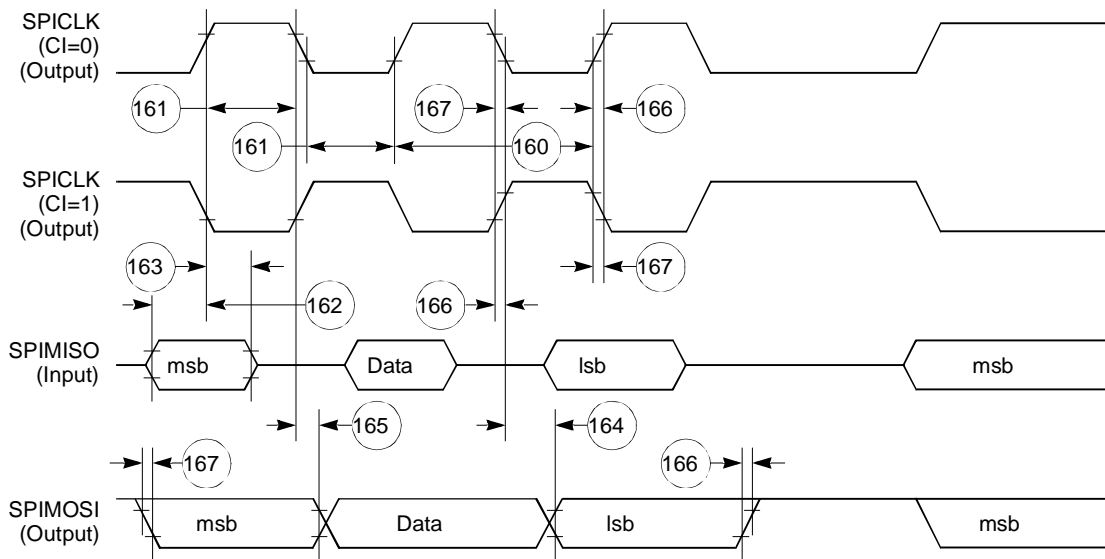 SPICLK
(CI=0)
(Output)
161
167
166
161
160
SPICLK
(CI=1)
(Output)
163
167
162
166
SPIMISO
(Input)
msb
Data
lsb
msb
165
164
167
166
SPIMOSI
(Output)
msb
Data
lsb
msb